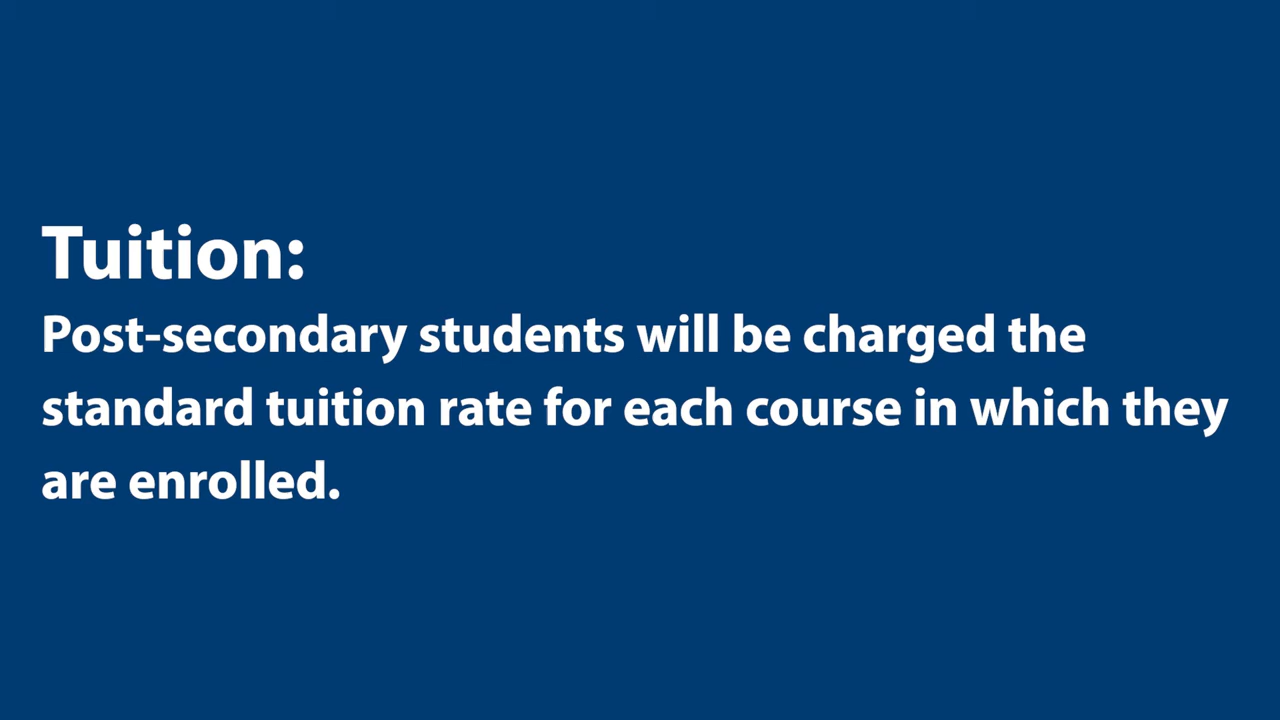 Tuition:
Post-secondary students will be charged the
standard tuition rate for each course in which they
are enrolled.